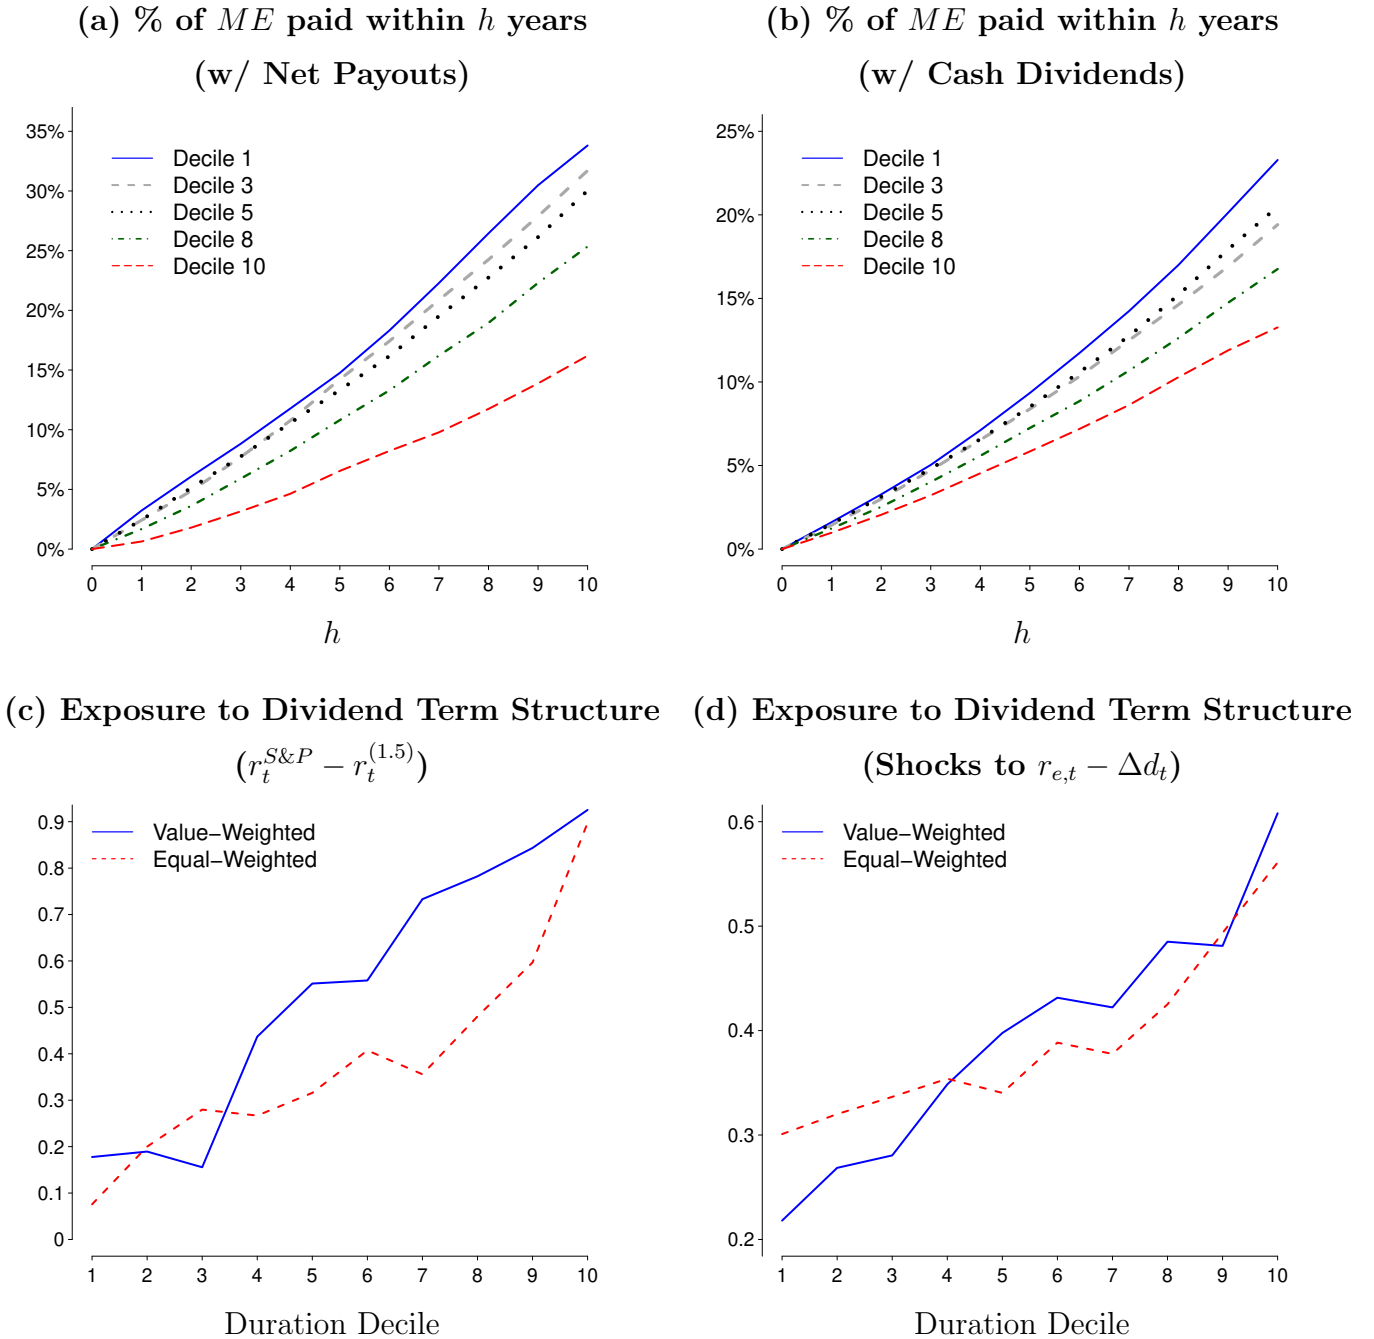 (a) % of ME paid within h years
(w/ Net Payouts)
35%
30%
25%
20%
15%
10%
5%
0%
Decile 1
Decile 3
Decile 5
Decile 8
Decile 10
0 1 2 3 4 5 6 7 8 9 10
h
(b) % of ME paid within h years
(w/ Cash Dividends)
25%
20%
15%
10%
5%
0%
Decile 1
Decile 3
Decile 5
Decile 8
Decile 10
0 1 2 3 4 5 6 7 8 9 10
h
(c) Exposure to Dividend Term Structure
($r_t^{S\&P} - r_t^{(1.5)}$)
0.9
0.8
0.7
0.6
0.5
0.4
0.3
0.2
0.1
0
Value−Weighted
Equal−Weighted
1 2 3 4 5 6 7 8 9 10
Duration Decile
(d) Exposure to Dividend Term Structure
(Shocks to $r_{e,t} - \Delta d_t$)
0.6
0.5
0.4
0.3
0.2
Value−Weighted
Equal−Weighted
1 2 3 4 5 6 7 8 9 10
Duration Decile